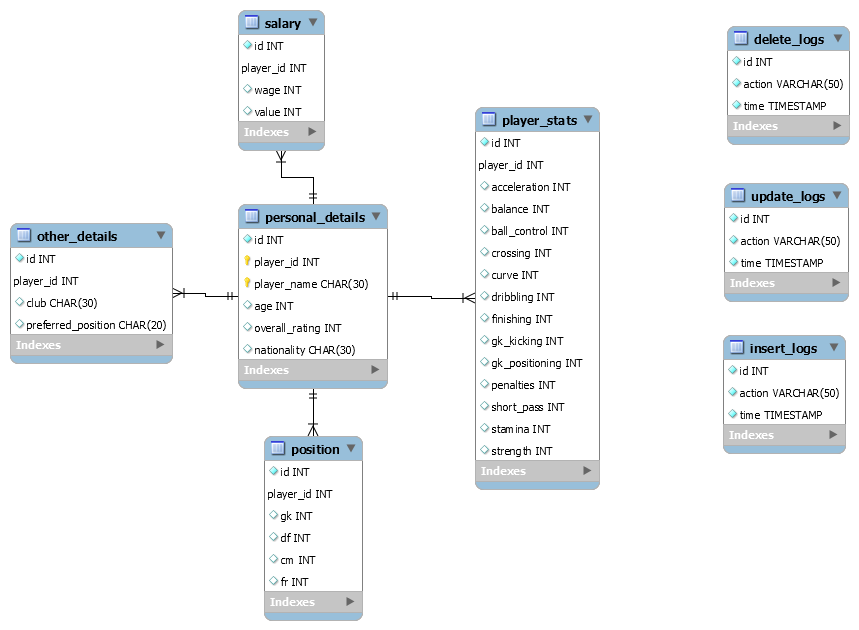 salary
id INT
player_id INT
wage INT
value INT
Indexes
personal_details
id INT
player_id INT
player_name CHAR(30)
age INT
overall_rating INT
nationality CHAR(30)
Indexes
other_details
id INT
player_id INT
club CHAR(30)
preferred_position CHAR(20)
Indexes
position
id INT
player_id INT
gk INT
df INT
cm INT
fr INT
Indexes
player_stats
id INT
player_id INT
acceleration INT
balance INT
ball_control INT
crossing INT
curve INT
dribbling INT
finishing INT
gk_kicking INT
gk_positioning INT
penalties INT
short_pass INT
stamina INT
strength INT
Indexes
delete_logs
id INT
action VARCHAR(50)
time TIMESTAMP
Indexes
update_logs
id INT
action VARCHAR(50)
time TIMESTAMP
Indexes
insert_logs
id INT
action VARCHAR(50)
time TIMESTAMP
Indexes